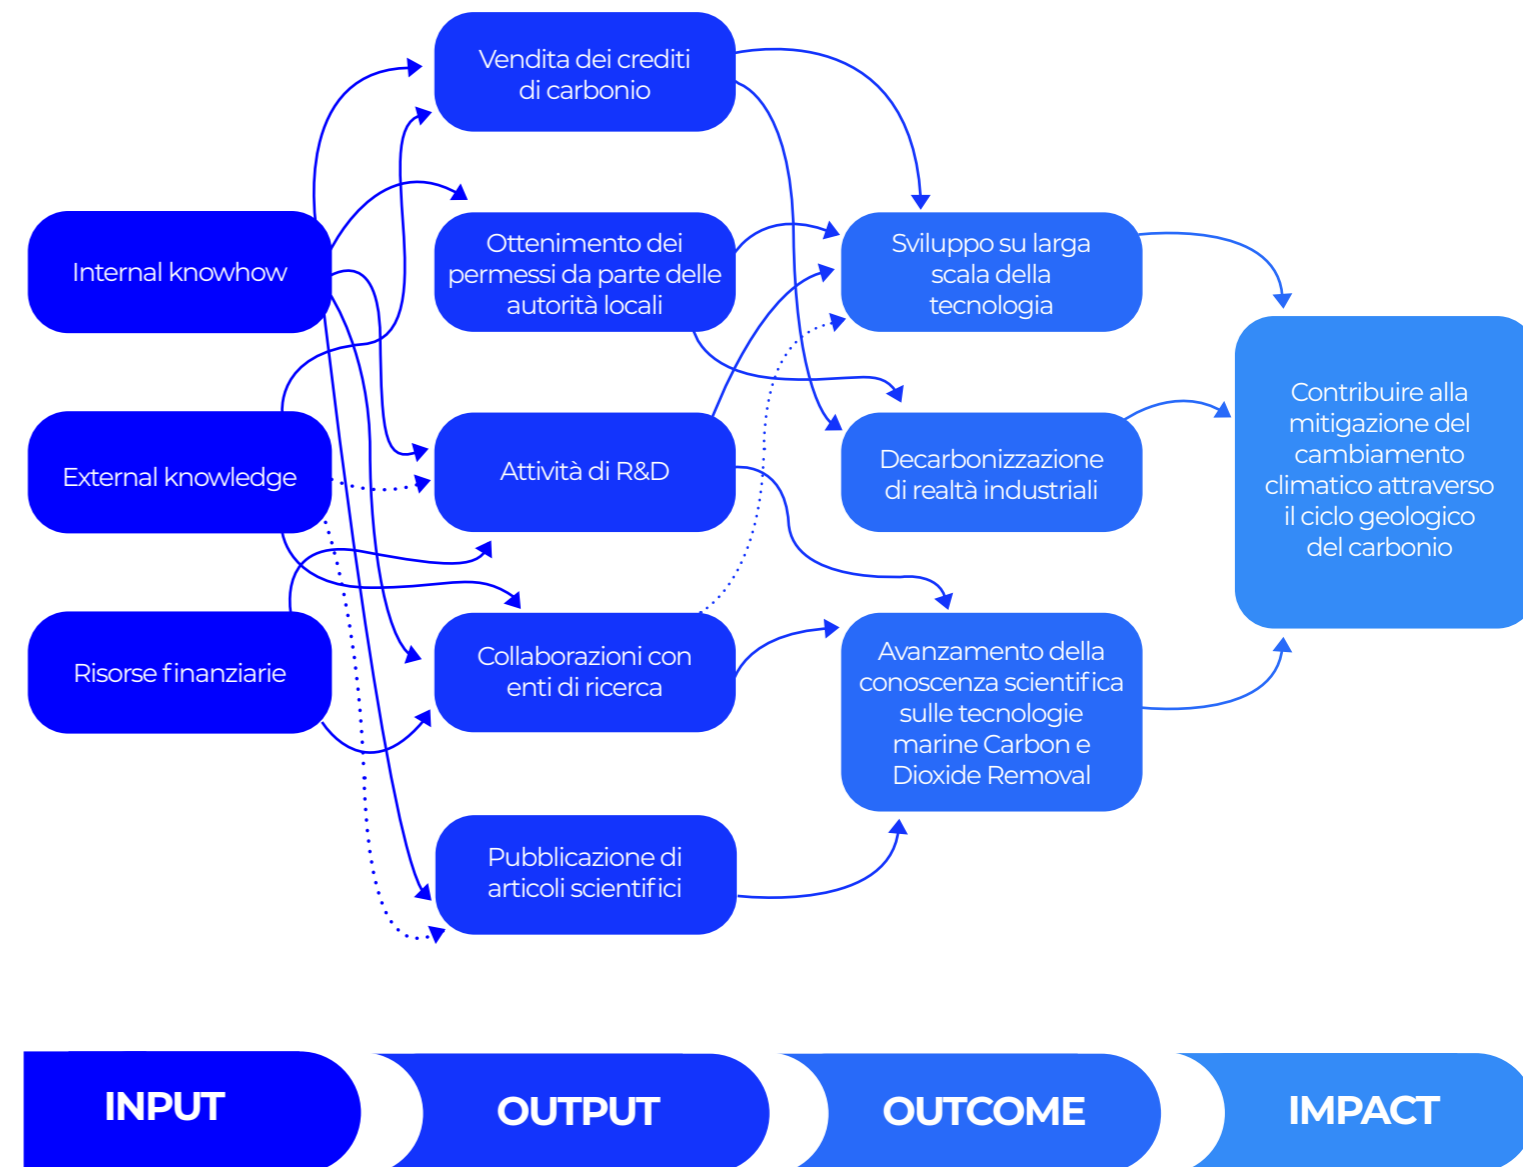 Vendita dei crediti
di carbonio
Internal knowhow
Ottenimento dei
permessi da parte delle
autorità locali
Sviluppo su larga
scala della
tecnologia
External knowledge
Attività di R&D
Decarbonizzazione
di realtà industriali
Contribuire alla
mitigazione del
cambiamento
climatico attraverso
il ciclo geologico
del carbonio
Risorse finanziarie
Collaborazioni con
enti di ricerca
Avanzamento della
conoscenza scientifica
sulle tecnologie
marine Carbon e
Dioxide Removal
Pubblicazione di
articoli scientifici
INPUT
OUTPUT
OUTCOME
IMPACT